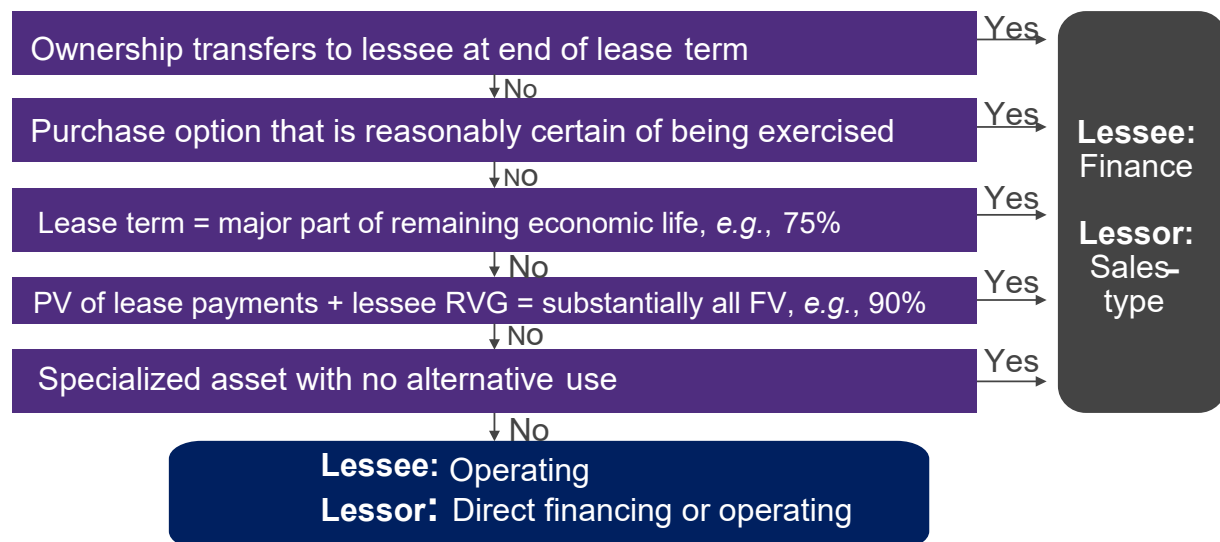 Ownership transfers to lessee at end of lease term
Yes
No
Purchase option that is reasonably certain of being exercised
Yes
No
Lease term = major part of remaining economic life, e.g., 75%
Yes
No
PV of lease payments + lessee RVG = substantially all FV, e.g., 90%
Yes
No
Specialized asset with no alternative use
Yes
No
Lessee:
Finance
Lessor:
Sales-
type
Lessee: Operating
Lessor: Direct financing or operating